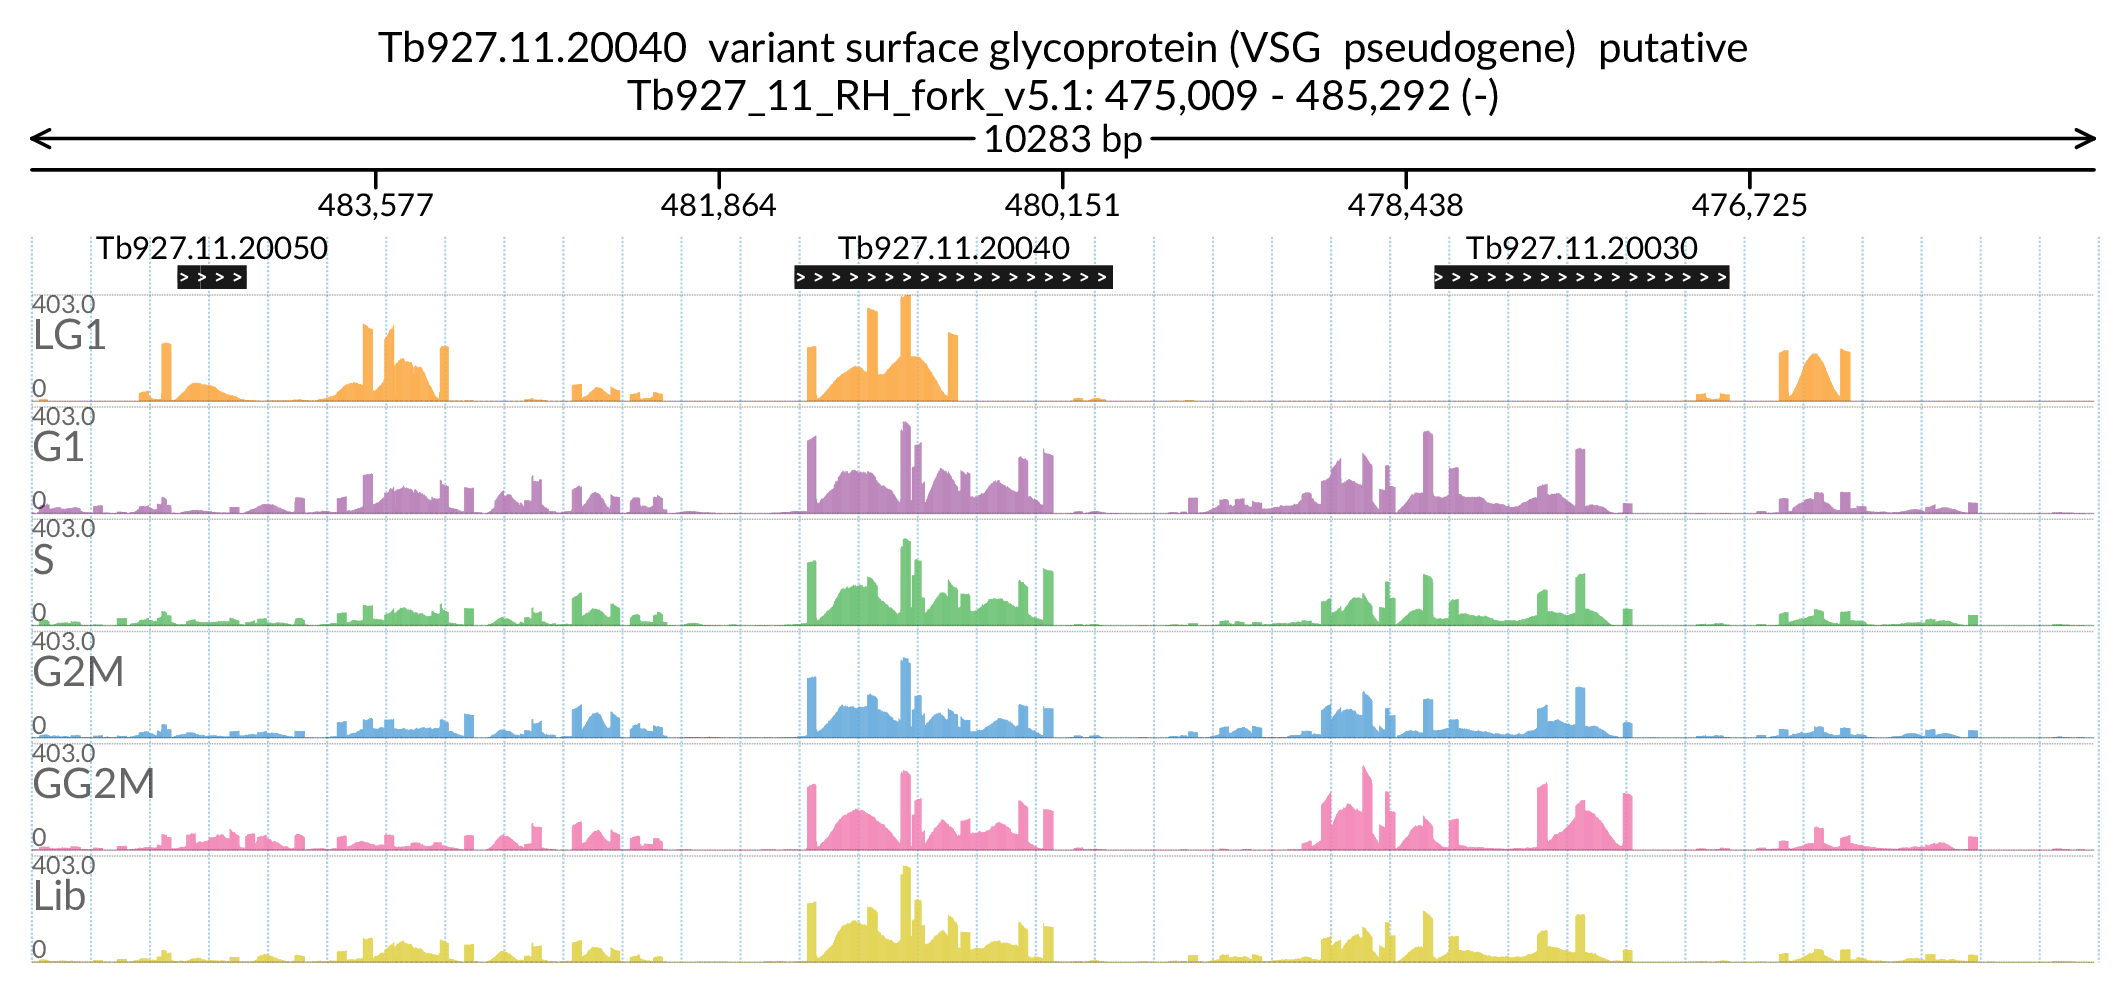 Tb927.11.20040  variant surface glycoprotein (VSG  pseudogene)  putative
Tb927_11_RH_fork_v5.1: 475,009 - 485,292 (-)
10283 bp
483,577 481,864 480,151 478,438 476,725
Tb927.11.20050 Tb927.11.20040 Tb927.11.20030
> > > > > > > > > > > > > > > > > > > > > > > > > > > > > > > > > > > > > > >
403.0
LG1
0
403.0
G1
0
403.0
S
0
403.0
G2M
0
403.0
GG2M
0
403.0
Lib
0